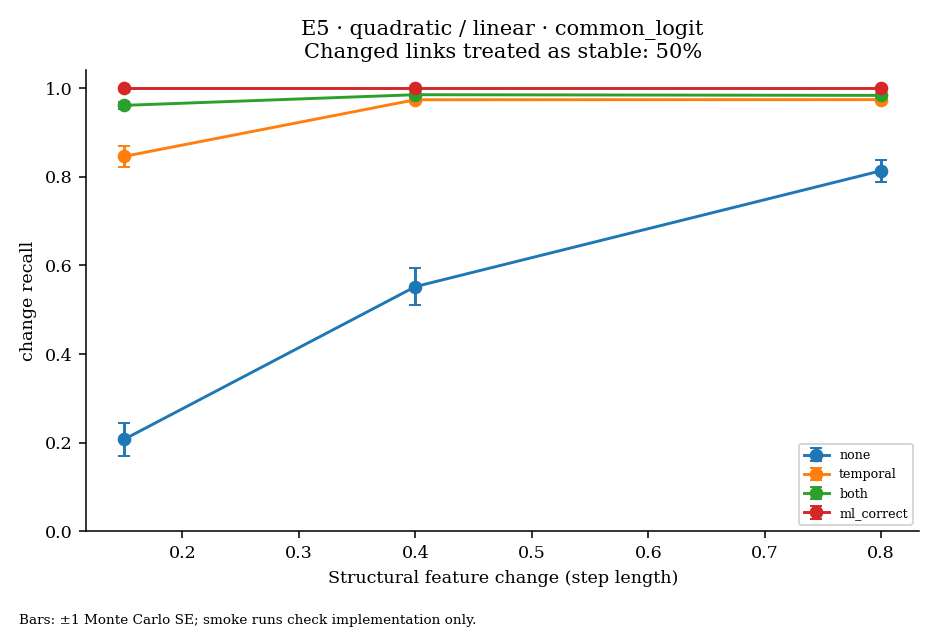 E5 · quadratic / linear · common_logit
Changed links treated as stable: 50%
change recall
1.0
0.8
0.6
0.4
0.2
0.0
0.2
0.3
0.4
0.5
0.6
0.7
0.8
Structural feature change (step length)
none
temporal
both
ml_correct
Bars: ±1 Monte Carlo SE; smoke runs check implementation only.